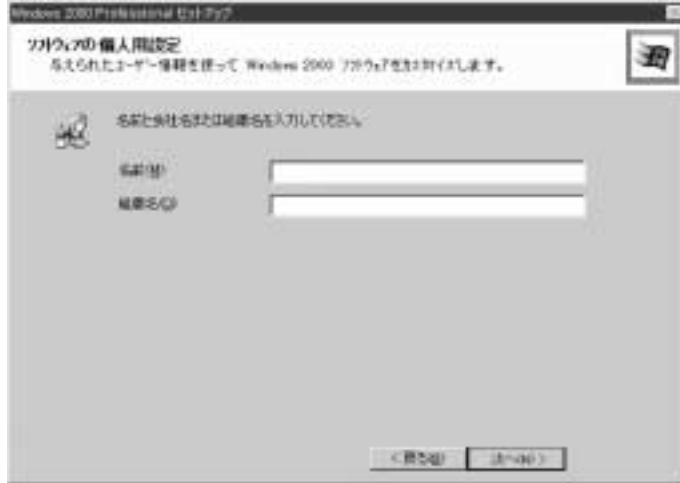 Windows 2000 Professional セットアップ
ソフトウェアの個人用設定
与えられたユーザー情報を使って Windows 2000 ソフトウェアをカスタマイズします。
名前と会社名または組織名を入力してください。
名前(M)
組織名(O)
< 戻る(B)
次へ(N) >